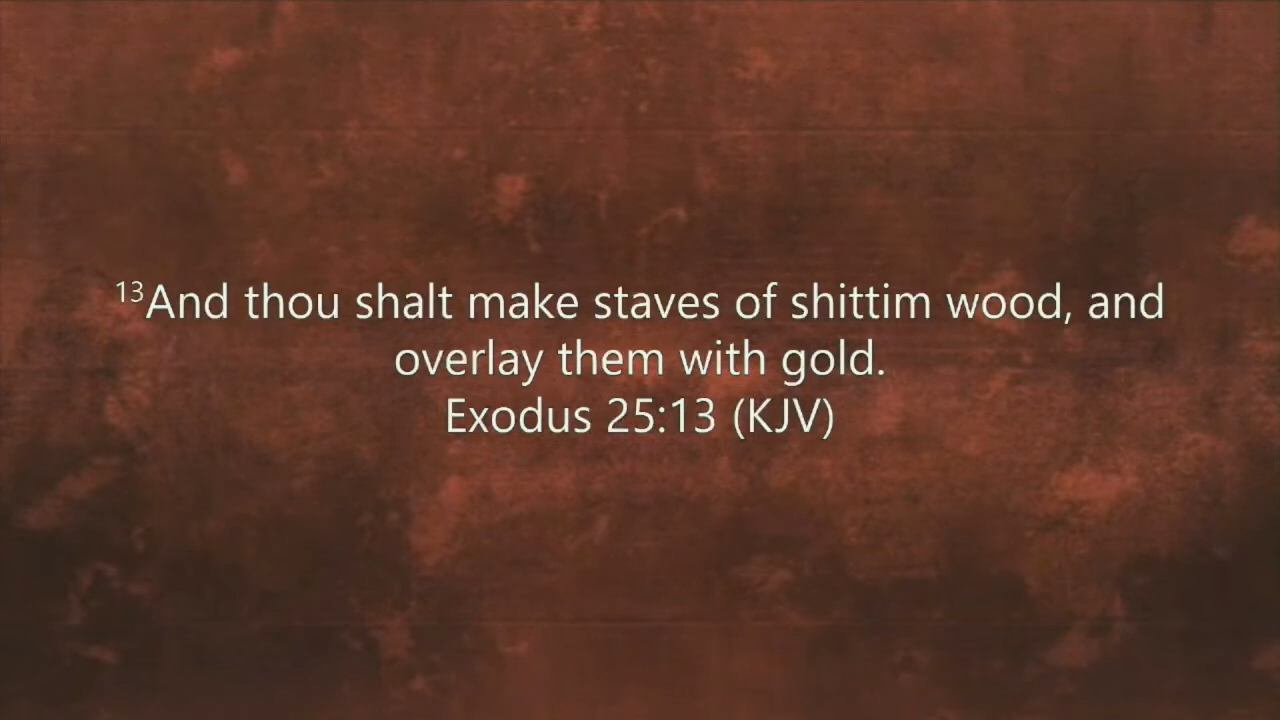 ¹³And thou shalt make staves of shittim wood, and
overlay them with gold.
Exodus 25:13 (KJV)